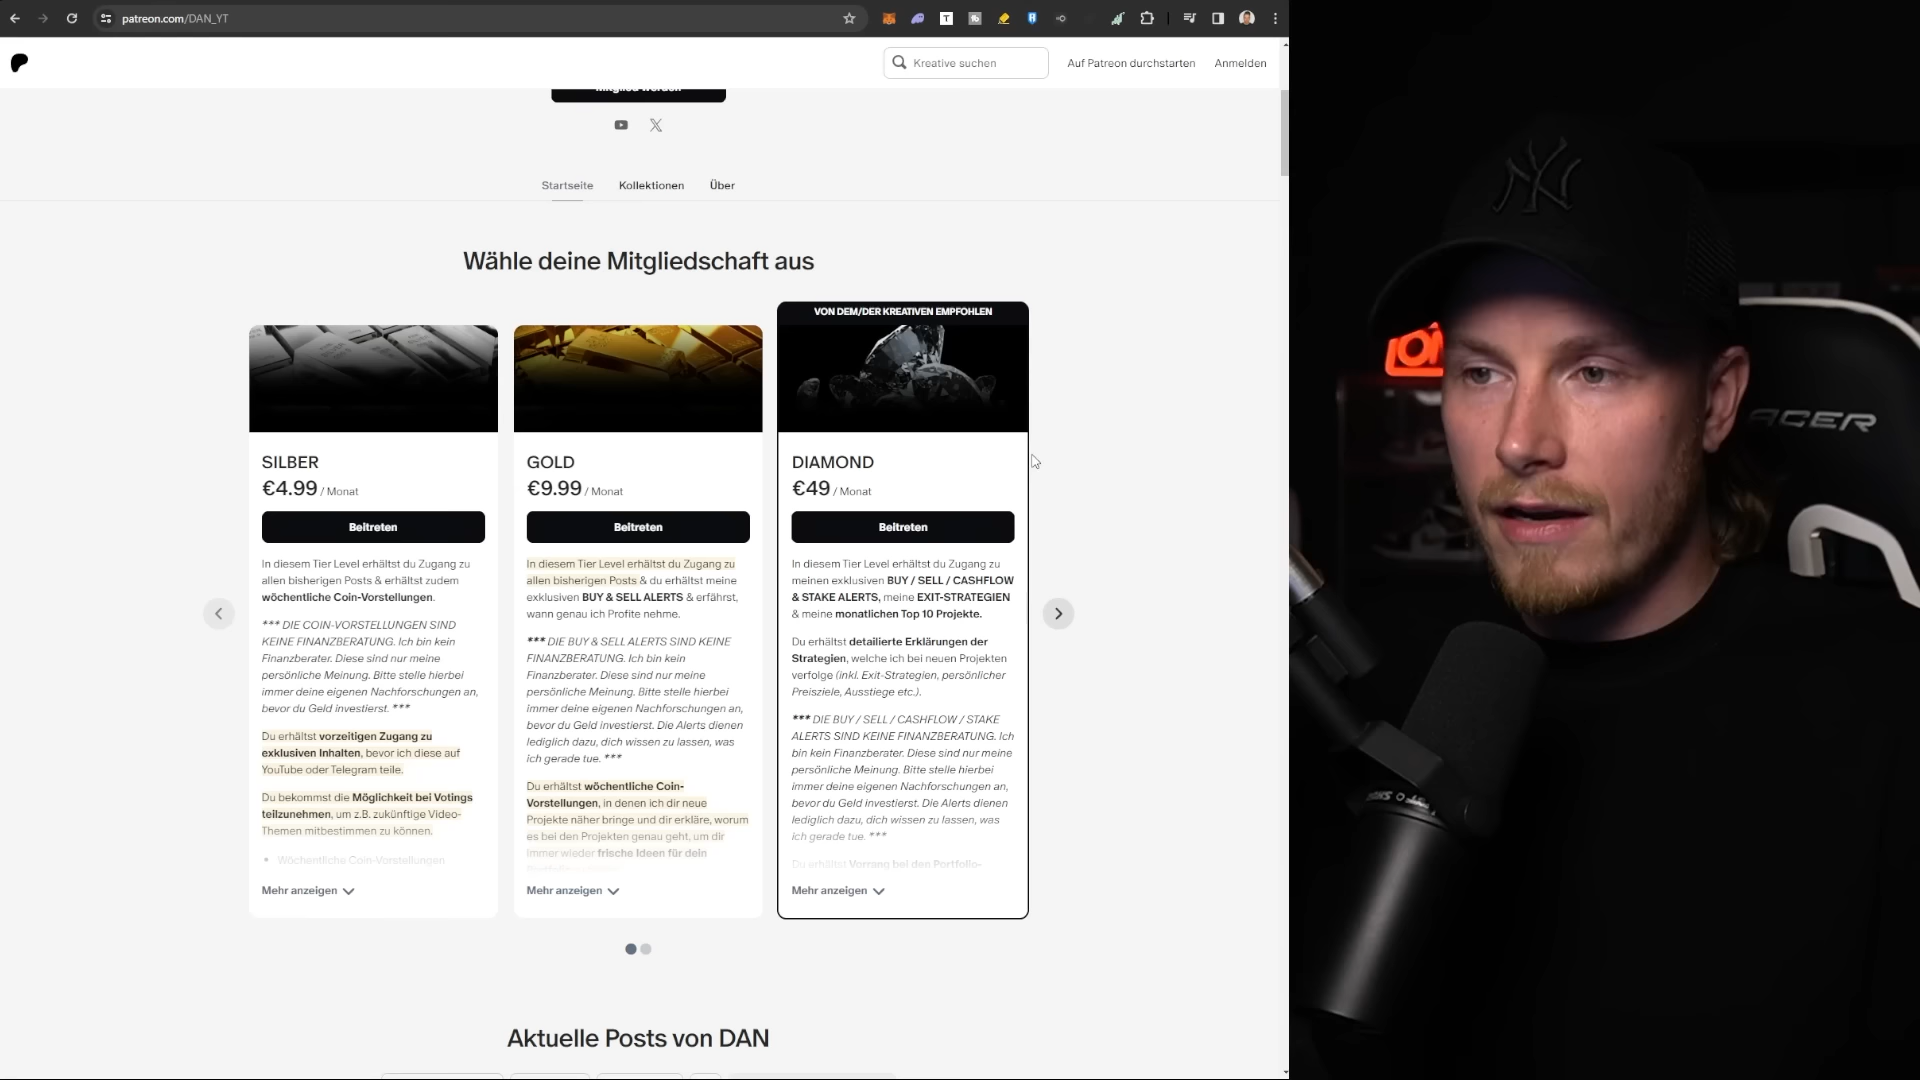 patreon.com/DAN_YT
Kreative suchen
Auf Patreon durchstarten
Anmelden
Mitglied werden
Startseite
Kollektionen
Über
Wähle deine Mitgliedschaft aus
SILBER
€4.99 / Monat
Beitreten
In diesem Tier Level erhältst du Zugang zu
allen bisherigen Posts & erhältst zudem
wöchentliche Coin-Vorstellungen.
*** DIE COIN-VORSTELLUNGEN SIND
KEINE FINANZBERATUNG. Ich bin kein
Finanzberater. Diese sind nur meine
persönliche Meinung. Bitte stelle hierbei
immer deine eigenen Nachforschungen an,
bevor du Geld investierst. ***
Du erhältst vorzeitigen Zugang zu
exklusiven Inhalten, bevor ich diese auf
YouTube oder Telegram teile.
Du bekommst die Möglichkeit bei Votings
teilzunehmen, um z.B. zukünftige Video-
Themen mitbestimmen zu können.
• Wöchentliche Coin-Vorstellungen
Mehr anzeigen
GOLD
€9.99 / Monat
Beitreten
In diesem Tier Level erhältst du Zugang zu
allen bisherigen Posts & du erhältst meine
exklusiven BUY & SELL ALERTS & erfährst,
wann genau ich Profite nehme.
*** DIE BUY & SELL ALERTS SIND KEINE
FINANZBERATUNG. Ich bin kein
Finanzberater. Diese sind nur meine
persönliche Meinung. Bitte stelle hierbei
immer deine eigenen Nachforschungen an,
bevor du Geld investierst. Die Alerts dienen
lediglich dazu, dich wissen zu lassen, was
ich gerade tue. ***
Du erhältst wöchentliche Coin-
Vorstellungen, in denen ich dir neue
Projekte näher bringe und dir erkläre, worum
es bei den Projekten genau geht, um dir
immer wieder frische Ideen für dein
Mehr anzeigen
VON DEM/DER KREATIVEN EMPFOHLEN
DIAMOND
€49 / Monat
Beitreten
In diesem Tier Level erhältst du Zugang zu
meinen exklusiven BUY / SELL / CASHFLOW
& STAKE ALERTS, meine EXIT-STRATEGIEN
& meine monatlichen Top 10 Projekte.
Du erhältst detailierte Erklärungen der
Strategien, welche ich bei neuen Projekten
verfolge (inkl. Exit-Strategien, persönlicher
Preisziele, Ausstiege etc.).
*** DIE BUY / SELL / CASHFLOW / STAKE
ALERTS SIND KEINE FINANZBERATUNG. Ich
bin kein Finanzberater. Diese sind nur meine
persönliche Meinung. Bitte stelle hierbei
immer deine eigenen Nachforschungen an,
bevor du Geld investierst. Die Alerts dienen
lediglich dazu, dich wissen zu lassen, was
ich gerade tue. ***
Du erhältst Vorrang bei den Portfolio-
Mehr anzeigen
Aktuelle Posts von DAN
NY
ACER